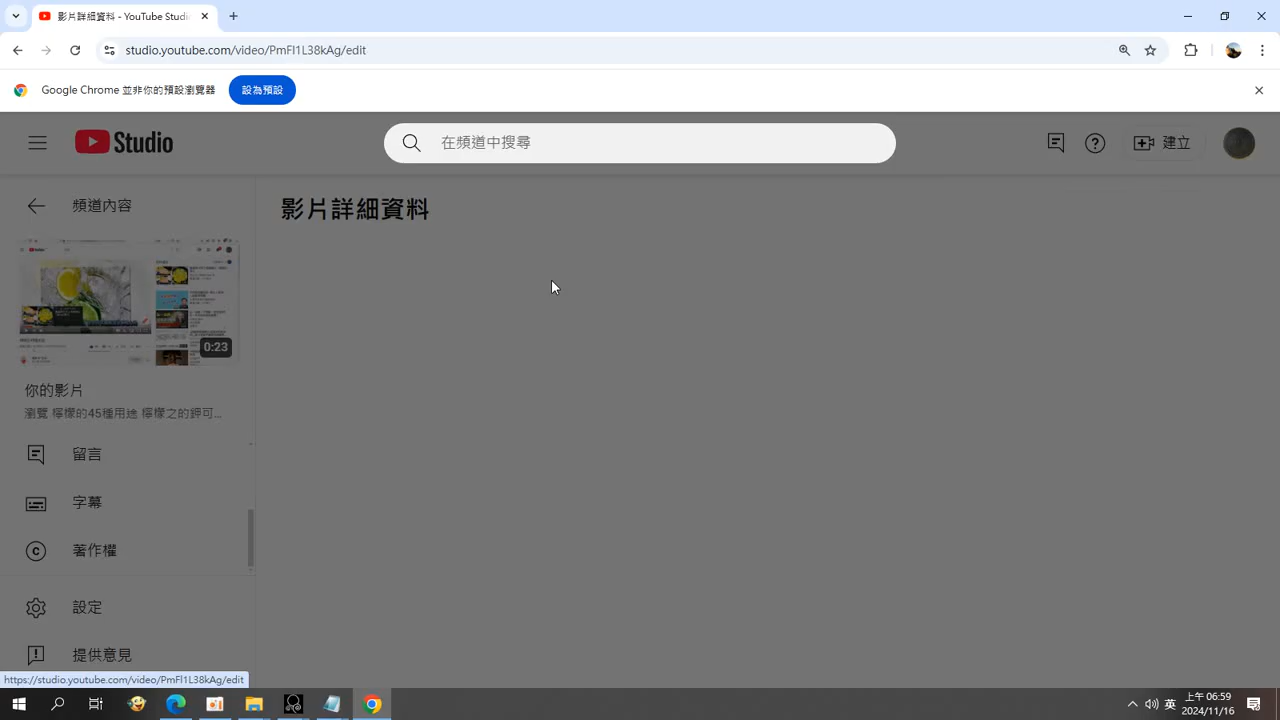 影片詳細資料 - YouTube Studio
studio.youtube.com/video/PmFl1L38kAg/edit
Google Chrome 並非你的預設瀏覽器
設為預設
Studio
在頻道中搜尋
建立
頻道內容
影片詳細資料
0:23
你的影片
瀏覽 檸檬的45種用途 檸檬之的鉀可...
留言
字幕
著作權
設定
提供意見
https://studio.youtube.com/video/PmFl1L38kAg/edit
英
上午 06:59
2024/11/16